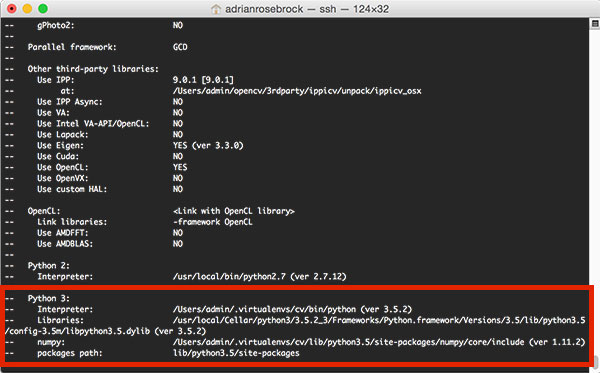 adrianrosebrock — ssh — 124×32
-- gPhoto2: NO
--
-- Parallel framework: GCD
--
-- Other third-party libraries:
-- Use IPP: 9.0.1 [9.0.1]
-- at: /Users/admin/opencv/3rdparty/ippicv/unpack/ippicv_osx
-- Use IPP Async: NO
-- Use VA: NO
-- Use Intel VA-API/OpenCL: NO
-- Use Lapack: NO
-- Use Eigen: YES (ver 3.3.0)
-- Use Cuda: NO
-- Use OpenCL: YES
-- Use OpenVX: NO
-- Use custom HAL: NO
--
-- OpenCL: <Link with OpenCL library>
-- Link libraries: -framework OpenCL
-- Use AMDFFT: NO
-- Use AMDBLAS: NO
--
-- Python 2:
-- Interpreter: /usr/local/bin/python2.7 (ver 2.7.12)
--
-- Python 3:
-- Interpreter: /Users/admin/.virtualenvs/cv/bin/python (ver 3.5.2)
-- Libraries: /usr/local/Cellar/python3/3.5.2_3/Frameworks/Python.framework/Versions/3.5/lib/python3.5
/config-3.5m/libpython3.5.dylib (ver 3.5.2)
-- numpy: /Users/admin/.virtualenvs/cv/lib/python3.5/site-packages/numpy/core/include (ver 1.11.2)
-- packages path: lib/python3.5/site-packages